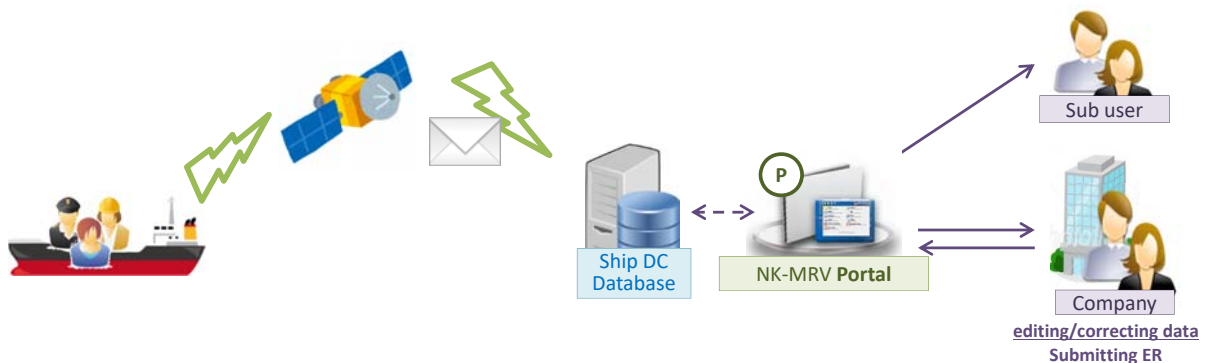 Sub user
P
Ship DC
Database
NK-MRV Portal
Company
editing/correcting data
Submitting ER